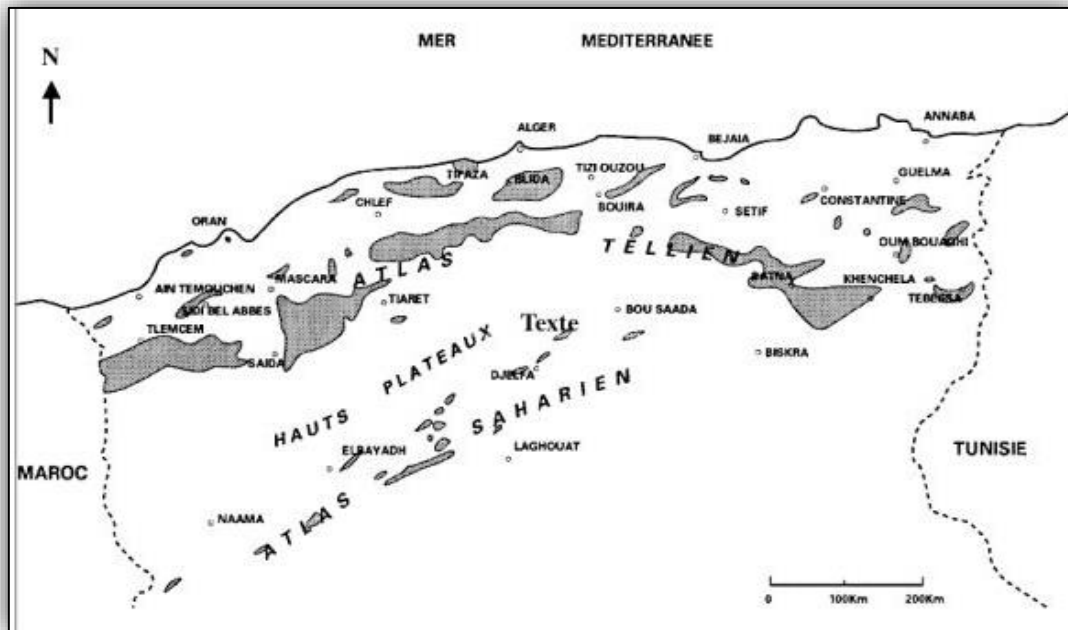 MER MEDITERRANEE
N
ANNABA
ALGER
BEJAIA
GUELMA
TIPAZA
BLIDA
TIZI OUZOU
CHLEF
BOUIRA
SETIF
CONSTANTINE
ORAN
OUM BOUAGHI
ATLAS TELLIEN
MASCARA
BATNA
KHENCHELA
AIN TEMOUCHEN
TEBESSA
SIDI BEL ABBES
TIARET
BOU SAADA
Texte
TLEMCEM
SAIDA
BISKRA
DJELFA
HAUTS PLATEAUX
ATLAS SAHARIEN
ELBAYADH
LAGHOUAT
MAROC
TUNISIE
NAAMA
0 100Km 200Km